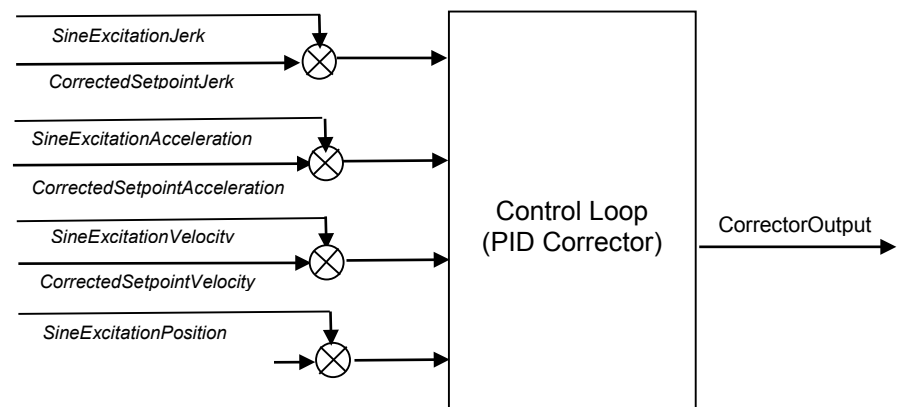 SineExcitationJerk
CorrectedSetpointJerk
SineExcitationAcceleration
CorrectedSetpointAcceleration
SineExcitationVelocity
CorrectedSetpointVelocity
SineExcitationPosition
Control Loop
(PID Corrector)
CorrectorOutput